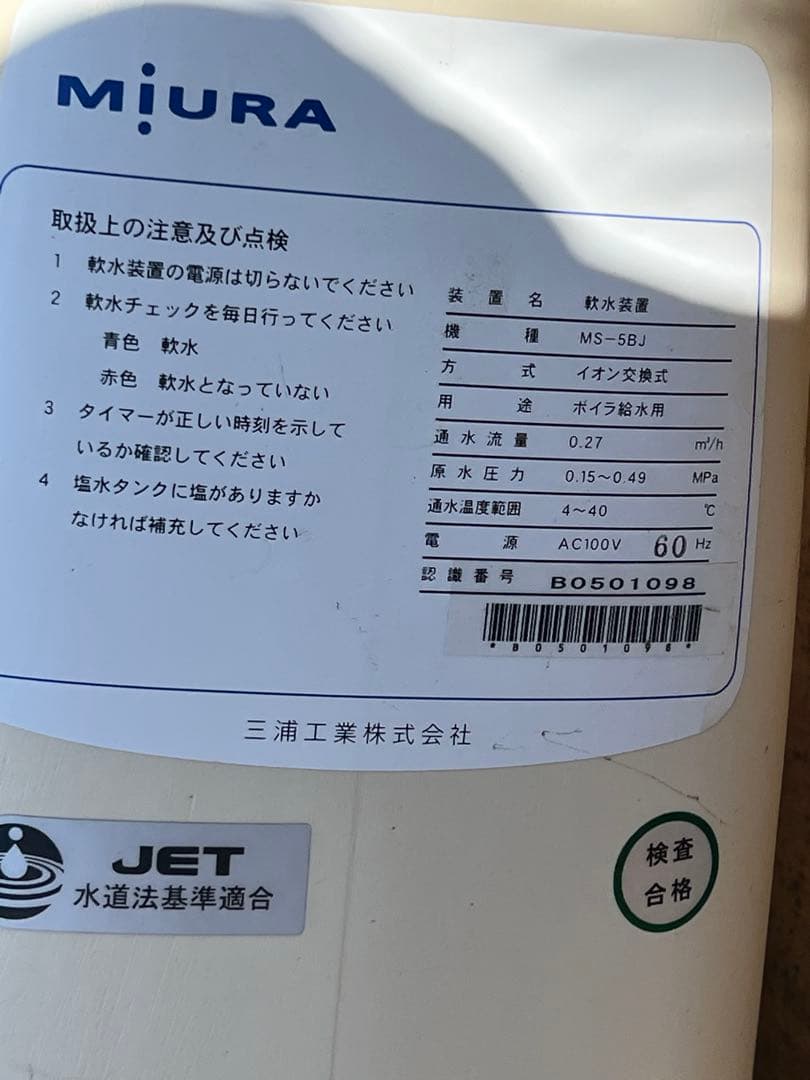 MiURA
取扱上の注意及び点検
1 軟水装置の電源は切らないでください
2 軟水チェックを毎日行ってください
青色 軟水
赤色 軟水となっていない
3 タイマーが正しい時刻を示して
いるか確認してください
4 塩水タンクに塩がありますか
なければ補充してください
装置名 軟水装置
機種 MS-5BJ
方式 イオン交換式
用途 ボイラ給水用
通水流量 0.27 m³/h
原水圧力 0.15~0.49 MPa
通水温度範囲 4~40 ℃
電源 AC100V 60 Hz
認識番号 B0501098
*B0501098*
三浦工業株式会社
JET
水道法基準適合
検査
合格